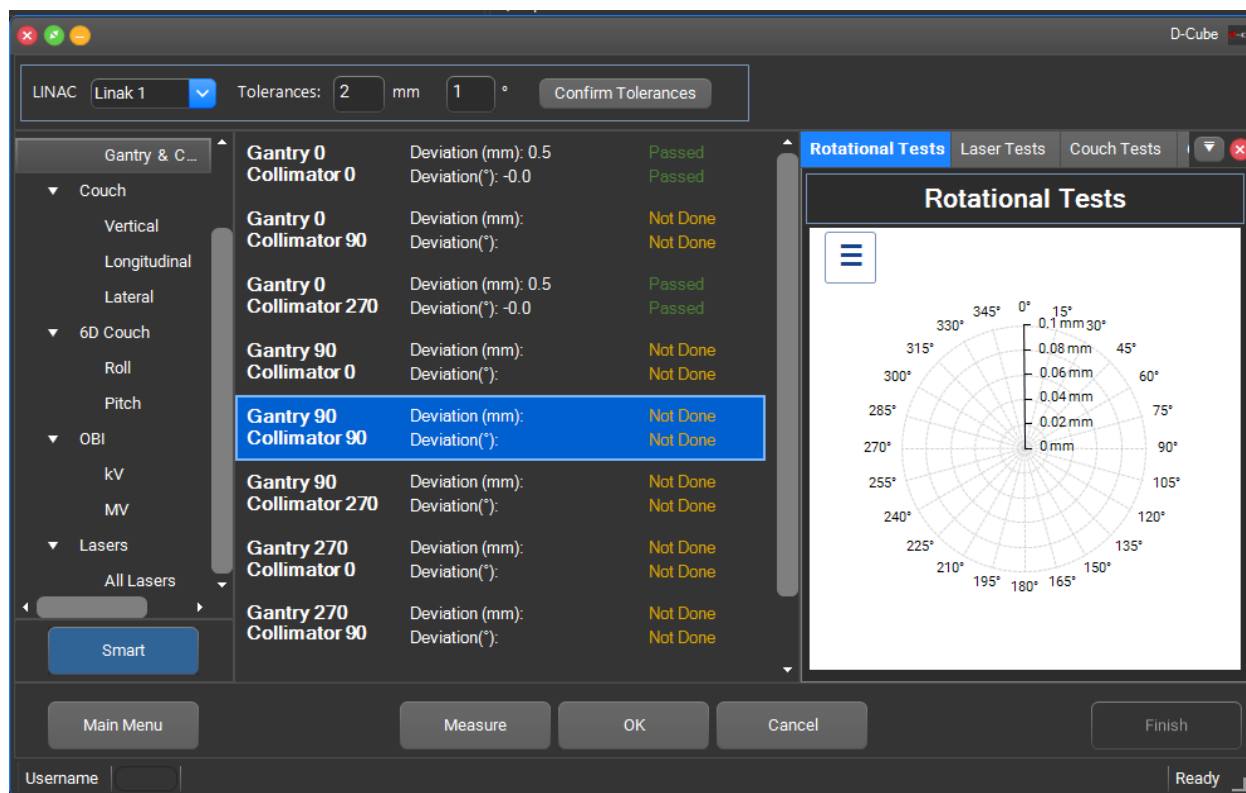 D-Cube
LINAC Linak 1 Tolerances: 2 mm 1 ° Confirm Tolerances
Gantry & C...
Couch
Vertical
Longitudinal
Lateral
6D Couch
Roll
Pitch
OBI
kV
MV
Lasers
All Lasers
Smart
Gantry 0 Deviation (mm): 0.5 Passed
Collimator 0 Deviation(°): -0.0 Passed
Gantry 0 Deviation (mm): Not Done
Collimator 90 Deviation(°): Not Done
Gantry 0 Deviation (mm): 0.5 Passed
Collimator 270 Deviation(°): -0.0 Passed
Gantry 90 Deviation (mm): Not Done
Collimator 0 Deviation(°): Not Done
Gantry 90 Deviation (mm): Not Done
Collimator 90 Deviation(°): Not Done
Gantry 90 Deviation (mm): Not Done
Collimator 270 Deviation(°): Not Done
Gantry 270 Deviation (mm): Not Done
Collimator 0 Deviation(°): Not Done
Gantry 270 Deviation (mm): Not Done
Collimator 90 Deviation(°): Not Done
Rotational Tests Laser Tests Couch Tests
Rotational Tests
345° 0° 15°
330° 0.1 mm 30°
315° 0.08 mm 45°
300° 0.06 mm 60°
285° 0.04 mm 75°
0.02 mm
270° 0 mm 90°
255° 105°
240° 120°
225° 135°
210° 150°
195° 180° 165°
Main Menu Measure OK Cancel Finish
Username Ready